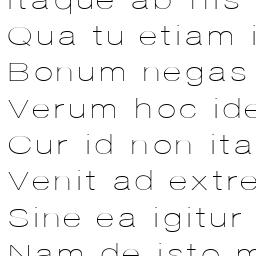 Itaque ab his
Qua tu etiam i
Bonum negas
Verum hoc ide
Cur id non ita
Venit ad extre
Sine ea igitur
Nam de isto m